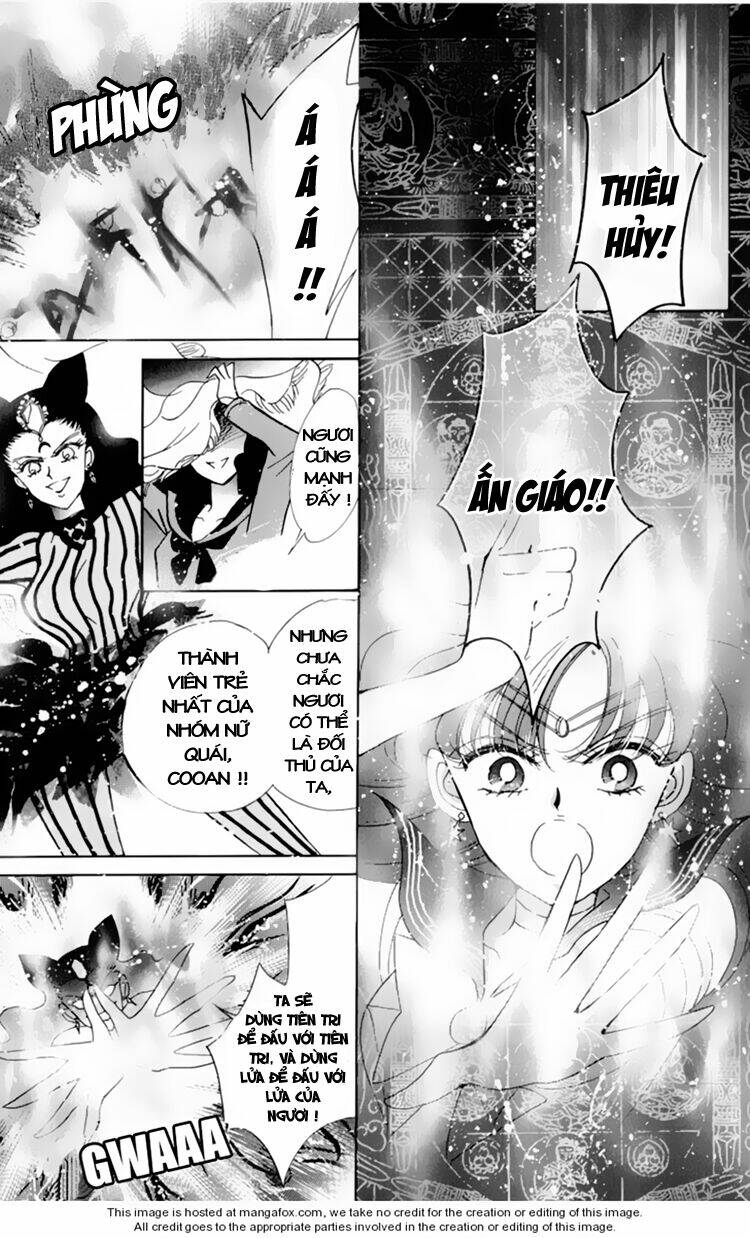 THIÊU
HỦY!
ẤN GIÁO!!
PHỪNG
Á
Á
Á
!!
NGƯƠI
CŨNG
MẠNH
ĐẤY !
NHƯNG
CHƯA
CHẮC
NGƯƠI
CÓ THỂ
LÀ ĐỐI
THỦ CỦA
TA,
THÀNH
VIÊN TRẺ
NHẤT CỦA
NHÓM NỮ
QUÁI,
COOAN !!
TA SẼ
DÙNG TIÊN TRI
ĐỂ ĐẤU VỚI TIÊN
TRI, VÀ DÙNG
LỬA ĐỂ ĐẤU VỚI
LỬA CỦA
NGƯƠI !
GWAAA
This image is hosted at mangafox.com, we take no credit for the creation or editing of this image.
All credit goes to the appropriate parties involved in the creation or editing of this image.